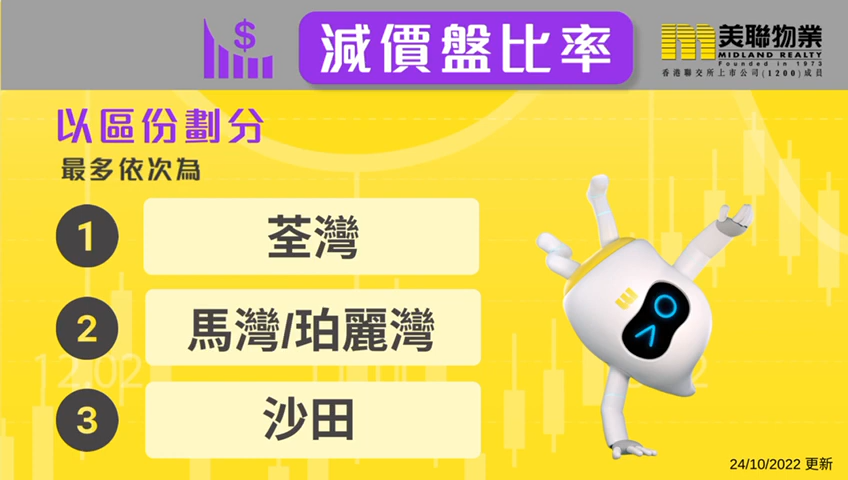 $
減價盤比率
美聯物業
MIDLAND REALTY
Founded in 1973
香港聯交所上市公司(1200)成員
以區份劃分
最多依次為
1
荃灣
2
馬灣/珀麗灣
3
沙田
12.02
24/10/2022 更新